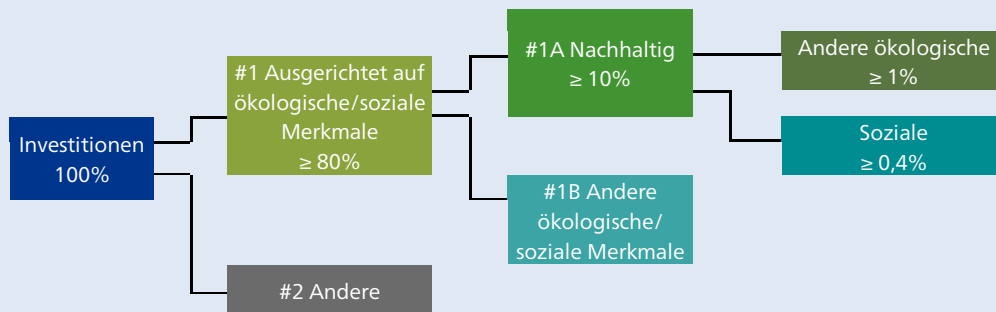 Investitionen
100%
#1 Ausgerichtet auf
ökologische/soziale
Merkmale
≥ 80%
#2 Andere
#1A Nachhaltig
≥ 10%
#1B Andere
ökologische/
soziale Merkmale
Andere ökologische
≥ 1%
Soziale
≥ 0,4%